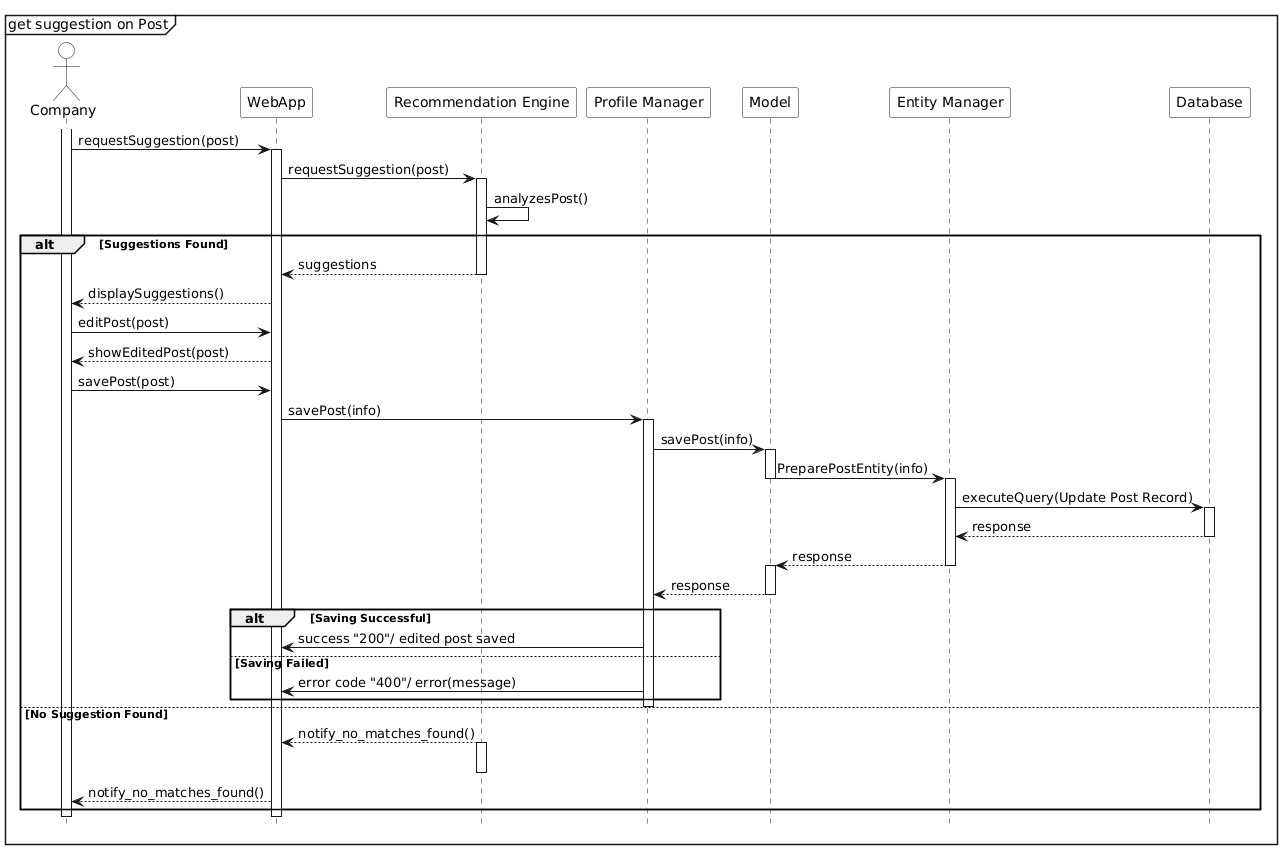 get suggestion on Post
Company
WebApp
Recommendation Engine
Profile Manager
Model
Entity Manager
Database
requestSuggestion(post)
requestSuggestion(post)
analyzesPost()
alt
[Suggestions Found]
suggestions
displaySuggestions()
editPost(post)
showEditedPost(post)
savePost(post)
savePost(info)
savePost(info)
PreparePostEntity(info)
executeQuery(Update Post Record)
response
response
response
alt
[Saving Successful]
success "200"/ edited post saved
[Saving Failed]
error code "400"/ error(message)
[No Suggestion Found]
notify_no_matches_found()
notify_no_matches_found()